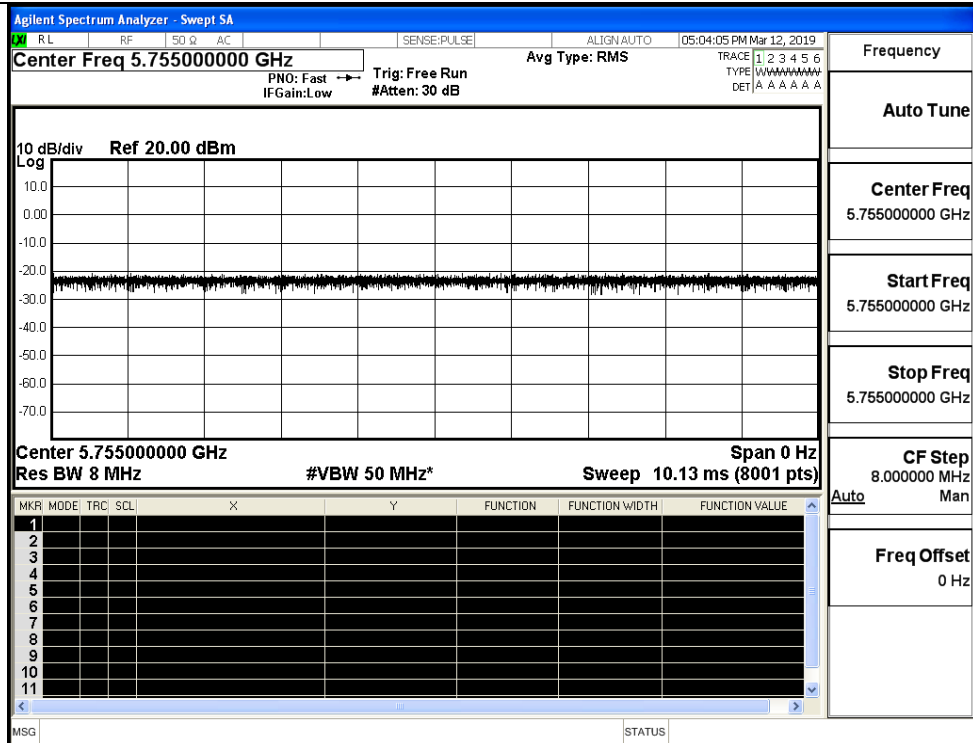 Agilent Spectrum Analyzer - Swept SA
LXI RL RF 50 Ω AC SENSE:PULSE ALIGN AUTO 05:04:05 PM Mar 12, 2019
Center Freq 5.755000000 GHz
PNO: Fast
IFGain:Low
Trig: Free Run
#Atten: 30 dB
Avg Type: RMS
TRACE 1 2 3 4 5 6
TYPE WWWWWW
DET A A A A A A
10 dB/div
Log
Ref 20.00 dBm
10.0
0.00
-10.0
-20.0
-30.0
-40.0
-50.0
-60.0
-70.0
Center 5.755000000 GHz Span 0 Hz
Res BW 8 MHz #VBW 50 MHz* Sweep 10.13 ms (8001 pts)
MKR MODE TRC SCL X Y FUNCTION FUNCTION WIDTH FUNCTION VALUE
1
2
3
4
5
6
7
8
9
10
11
MSG STATUS
Frequency
Auto Tune
Center Freq
5.755000000 GHz
Start Freq
5.755000000 GHz
Stop Freq
5.755000000 GHz
CF Step
8.000000 MHz
Auto Man
Freq Offset
0 Hz